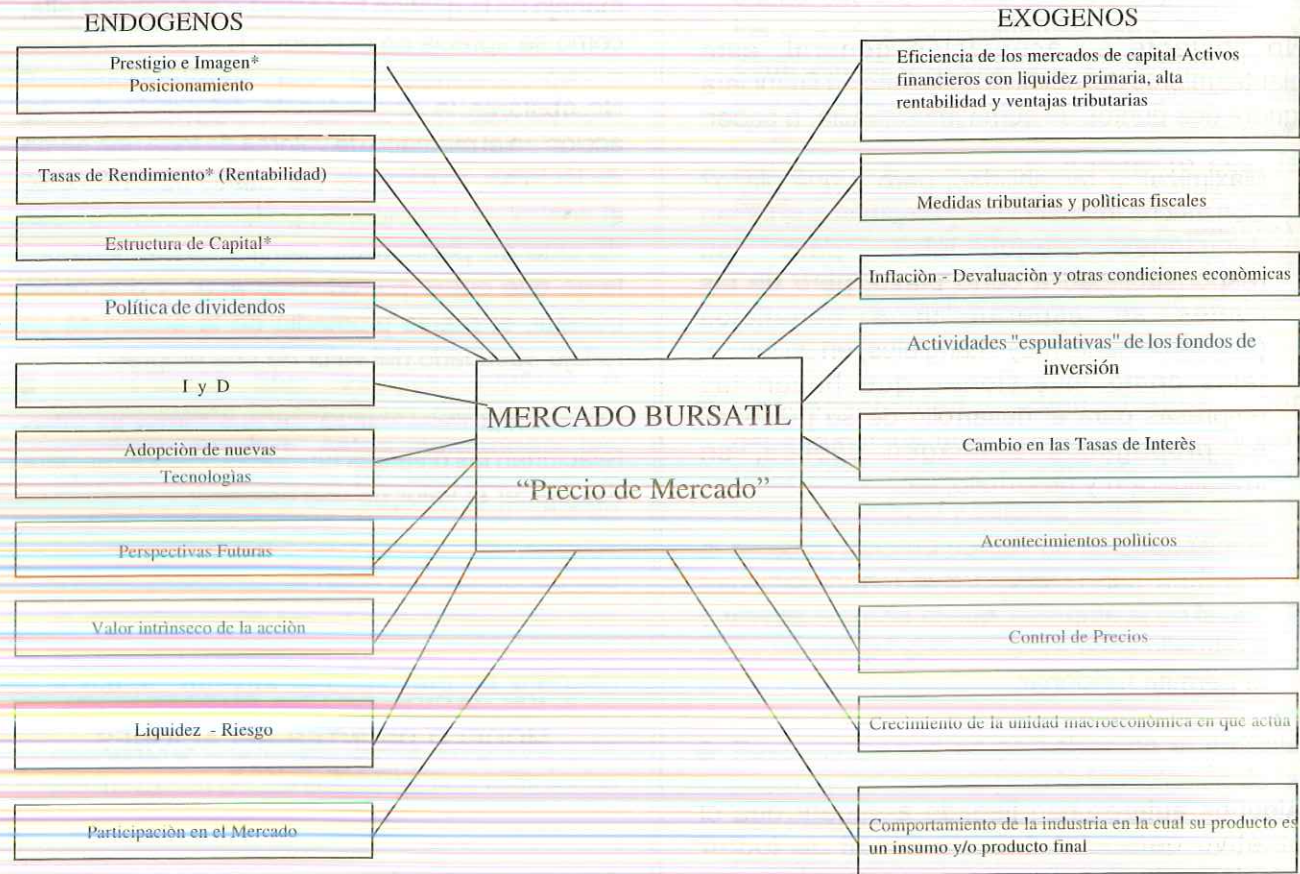 ENDOGENOS
Prestigio e Imagen*
Posicionamiento
Tasas de Rendimiento* (Rentabilidad)
Estructura de Capital*
Política de dividendos
I y D
Adopciòn de nuevas
Tecnologìas
Perspectivas Futuras
Valor intrìnseco de la acciòn
Liquidez - Riesgo
Participaciòn en el Mercado
MERCADO BURSATIL
“Precio de Mercado”
EXOGENOS
Eficiencia de los mercados de capital Activos
financieros con liquidez primaria, alta
rentabilidad y ventajas tributarias
Medidas tributarias y polìticas fiscales
Inflaciòn - Devaluaciòn y otras condiciones econòmicas
Actividades "espulativas" de los fondos de
inversión
Cambio en las Tasas de Interès
Acontecimientos polìticos
Control de Precios
Crecimiento de la unidad macroeconòmica en que actùa
Comportamiento de la industria en la cual su producto es
un insumo y/o producto final